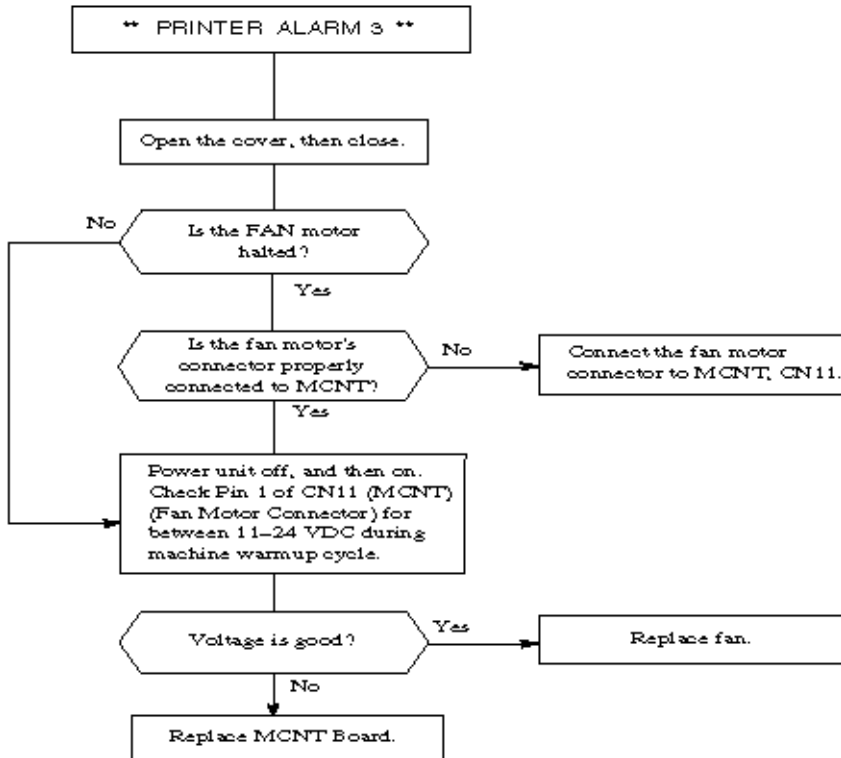 ** PRINTER ALARM 3 **
Open the cover, then close.
No
Is the FAN motor
halted?
Yes
Is the fan motor's
connector properly
connected to MCNT?
No
Connect the fan motor
connector to MCNT, CN11.
Yes
Power unit off, and then on.
Check Pin 1 of CN11 (MCNT)
(Fan Motor Connector) for
between 11–24 VDC during
machine warmup cycle.
Voltage is good?
Yes
Replace fan.
No
Replace MCNT Board.